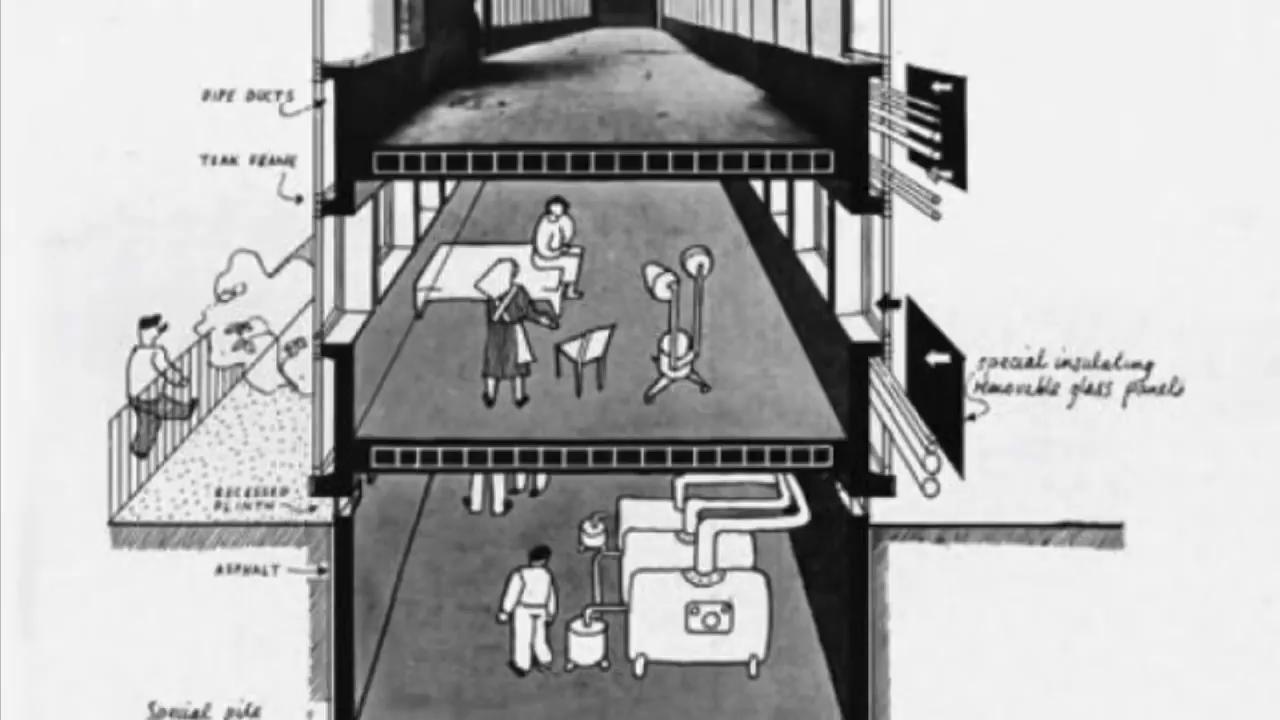 PIPE DUCTS
TEAK FRAME
special insulating
removable glass panels
RECESSED
PLINTH
ASPHALT
Special pile